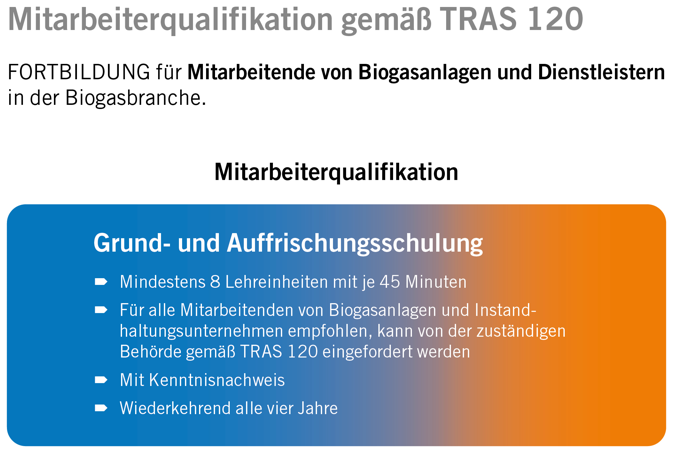 Mitarbeiterqualifikation gemäß TRAS 120
FORTBILDUNG für Mitarbeitende von Biogasanlagen und Dienstleistern
in der Biogasbranche.
Mitarbeiterqualifikation
Grund- und Auffrischungsschulung
Mindestens 8 Lehreinheiten mit je 45 Minuten
Für alle Mitarbeitenden von Biogasanlagen und Instand-
haltungsunternehmen empfohlen, kann von der zuständigen
Behörde gemäß TRAS 120 eingefordert werden
Mit Kenntnisnachweis
Wiederkehrend alle vier Jahre